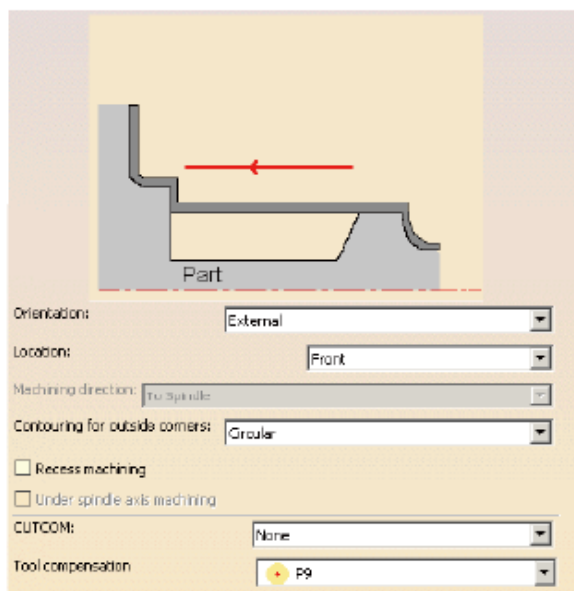 Part
Orientation: External
Location: Front
Machining direction: To Spindle
Contouring for outside corners: Circular
Recess machining
Under spindle axis machining
CUTCOM: None
Tool compensation P9